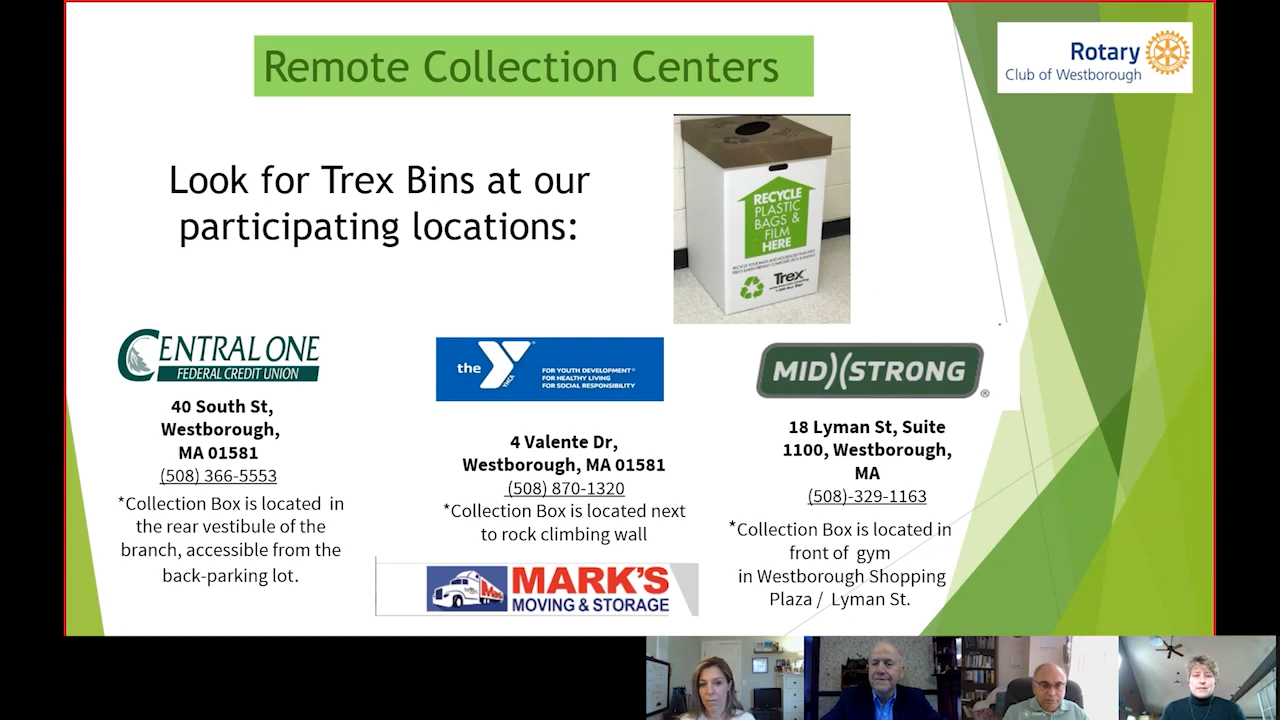 Remote Collection Centers
Rotary
Club of Westborough
Look for Trex Bins at our
participating locations:
RECYCLE
PLASTIC
BAGS &
FILM
HERE
Trex
CENTRAL ONE
FEDERAL CREDIT UNION
40 South St,
Westborough,
MA 01581
(508) 366-5553
*Collection Box is located in
the rear vestibule of the
branch, accessible from the
back-parking lot.
the Y
YMCA
FOR YOUTH DEVELOPMENT®
FOR HEALTHY LIVING
FOR SOCIAL RESPONSIBILITY
4 Valente Dr,
Westborough, MA 01581
(508) 870-1320
*Collection Box is located next
to rock climbing wall
MARK'S
MOVING & STORAGE
MID)(STRONG®
18 Lyman St, Suite
1100, Westborough,
MA
(508)-329-1163
*Collection Box is located in
front of gym
in Westborough Shopping
Plaza / Lyman St.